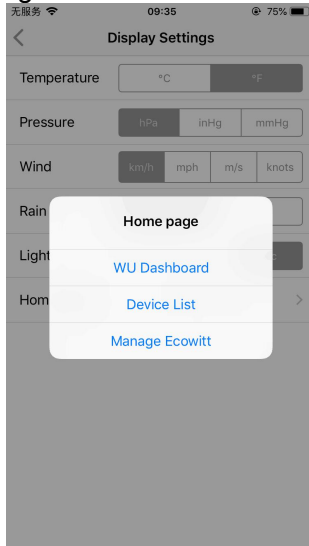 无服务 09:35 75%
Display Settings
Temperature °C °F
Pressure hPa inHg mmHg
Wind km/h mph m/s knots
Rain
Home page
Light
WU Dashboard
Hom
Device List
Manage Ecowitt